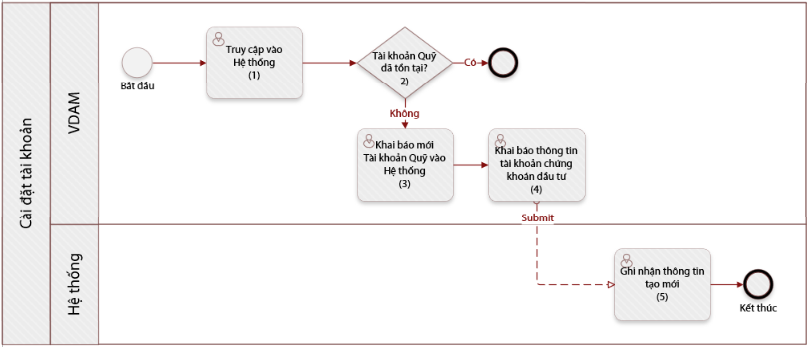 Cài đặt tài khoản
VDAM
Bắt đầu
Truy cập vào
Hệ thống
(1)
Tài khoản Quỹ
đã tồn tại?
2)
Có
Không
Khai báo mới
Tài khoản Quỹ vào
Hệ thống
(3)
Khai báo thông tin
tài khoản chứng
khoán đầu tư
(4)
Submit
Hệ thống
Ghi nhận thông tin
tạo mới
(5)
Kết thúc